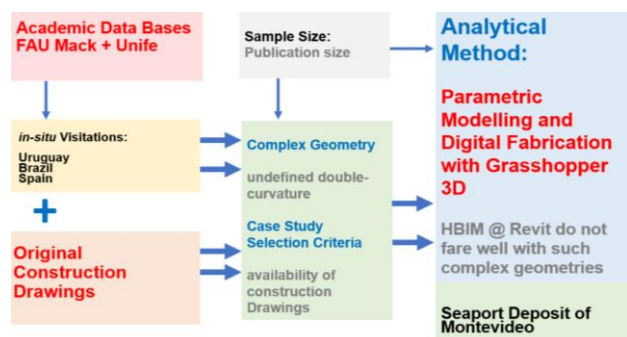 Academic Data Bases
FAU Mack + Unife
in-situ Visitations:
Uruguay
Brazil
Spain
+
Original
Construction
Drawings
Sample Size:
Publication size
Complex Geometry
undefined double-
curvature
Case Study
Selection Criteria
availability of
construction
Drawings
Analytical
Method:
Parametric
Modelling and
Digital Fabrication
with Grasshopper
3D
HBIM @ Revit do not
fare well with such
complex geometries
Seaport Deposit of
Montevideo